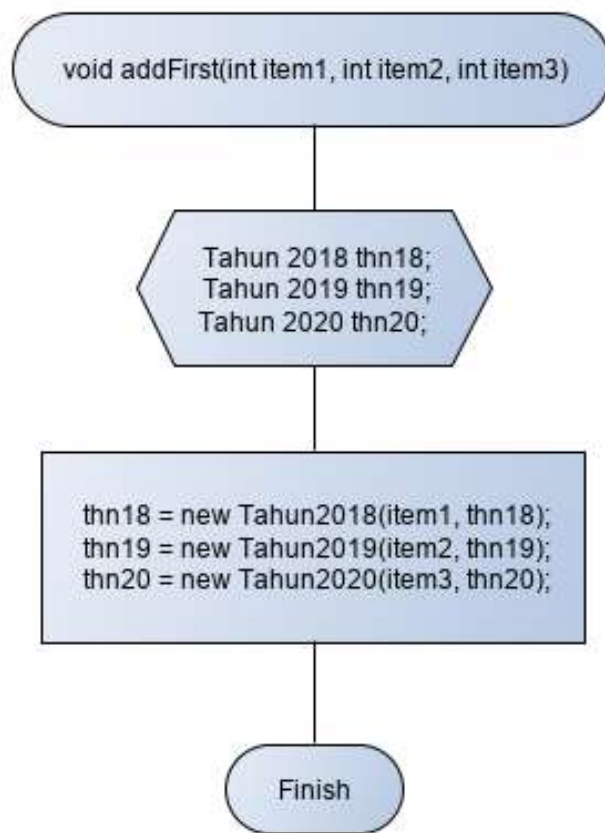 void addFirst(int item1, int item2, int item3)
Tahun 2018 thn18;
Tahun 2019 thn19;
Tahun 2020 thn20;
thn18 = new Tahun2018(item1, thn18);
thn19 = new Tahun2019(item2, thn19);
thn20 = new Tahun2020(item3, thn20);
Finish